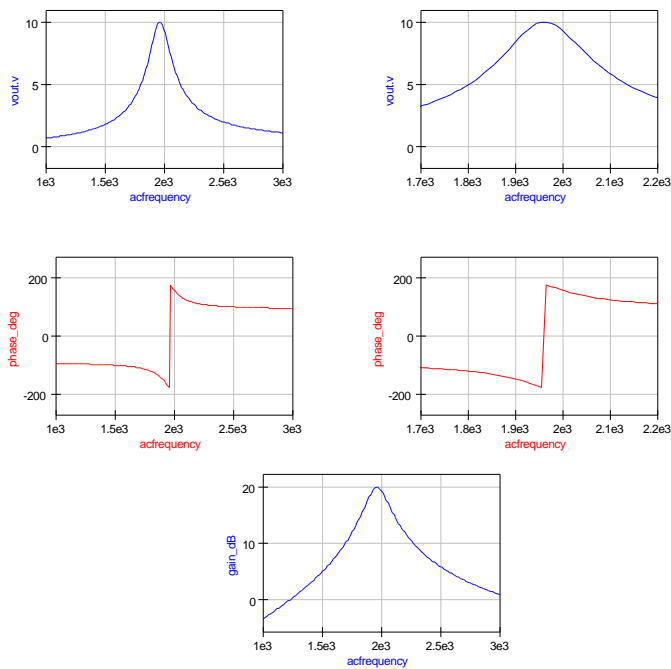 vout.v
10
5
0
1e3 1.5e3 2e3 2.5e3 3e3
acfrequency
vout.v
10
5
0
1.7e3 1.8e3 1.9e3 2e3 2.1e3 2.2e3
acfrequency
phase_deg
200
0
-200
1e3 1.5e3 2e3 2.5e3 3e3
acfrequency
phase_deg
200
0
-200
1.7e3 1.8e3 1.9e3 2e3 2.1e3 2.2e3
acfrequency
gain_dB
20
10
0
1e3 1.5e3 2e3 2.5e3 3e3
acfrequency